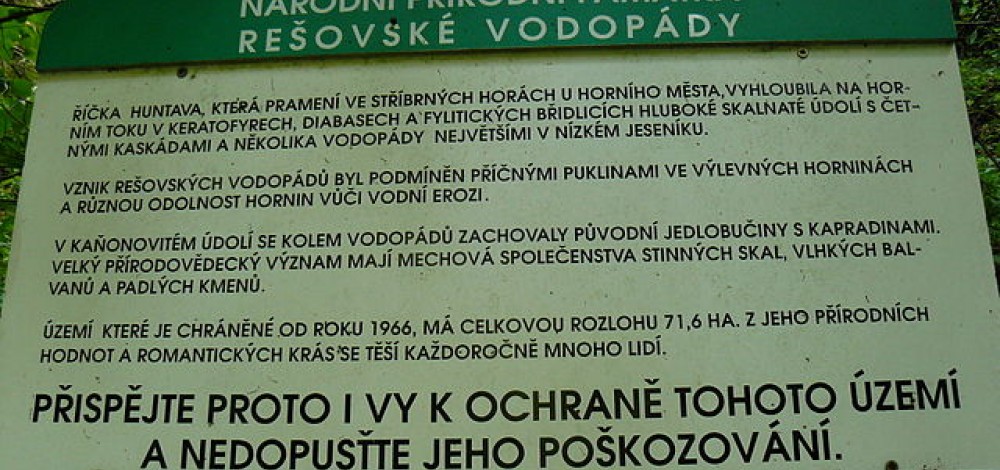 NÁRODNÍ PŘÍRODNÍ PAMÁTKA
REŠOVSKÉ VODOPÁDY
ŘÍČKA HUNTAVA, KTERÁ PRAMENÍ VE STŘÍBRNÝCH HORÁCH U HORNÍHO MĚSTA, VYHLOUBILA NA HOR-
NÍM TOKU V KERATOFYRECH, DIABASECH A FYLITICKÝCH BŘIDLICÍCH HLUBOKÉ SKALNATÉ ÚDOLÍ S ČET-
NÝMI KASKÁDAMI A NĚKOLIKA VODOPÁDY NEJVĚTŠÍMI V NÍZKÉM JESENÍKU.
VZNIK REŠOVSKÝCH VODOPÁDŮ BYL PODMÍNĚN PŘÍČNÝMI PUKLINAMI VE VÝLEVNÝCH HORNINÁCH
A RŮZNOU ODOLNOST HORNIN VŮČI VODNÍ EROZI.
V KAŇONOVITÉM ÚDOLÍ SE KOLEM VODOPÁDŮ ZACHOVALY PŮVODNÍ JEDLOBUČINY S KAPRADINAMI.
VELKÝ PŘÍRODOVĚDECKÝ VÝZNAM MAJÍ MECHOVÁ SPOLEČENSTVA STINNÝCH SKAL, VLHKÝCH BAL-
VANŮ A PADLÝCH KMENŮ.
ÚZEMÍ KTERÉ JE CHRÁNĚNÉ OD ROKU 1966, MÁ CELKOVOU ROZLOHU 71,6 HA. Z JEHO PŘÍRODNÍCH
HODNOT A ROMANTICKÝCH KRÁS SE TĚŠÍ KAŽDOROČNĚ MNOHO LIDÍ.
PŘISPĚJTE PROTO I VY K OCHRANĚ TOHOTO ÚZEMÍ
A NEDOPUSŤTE JEHO POŠKOZOVÁNÍ.